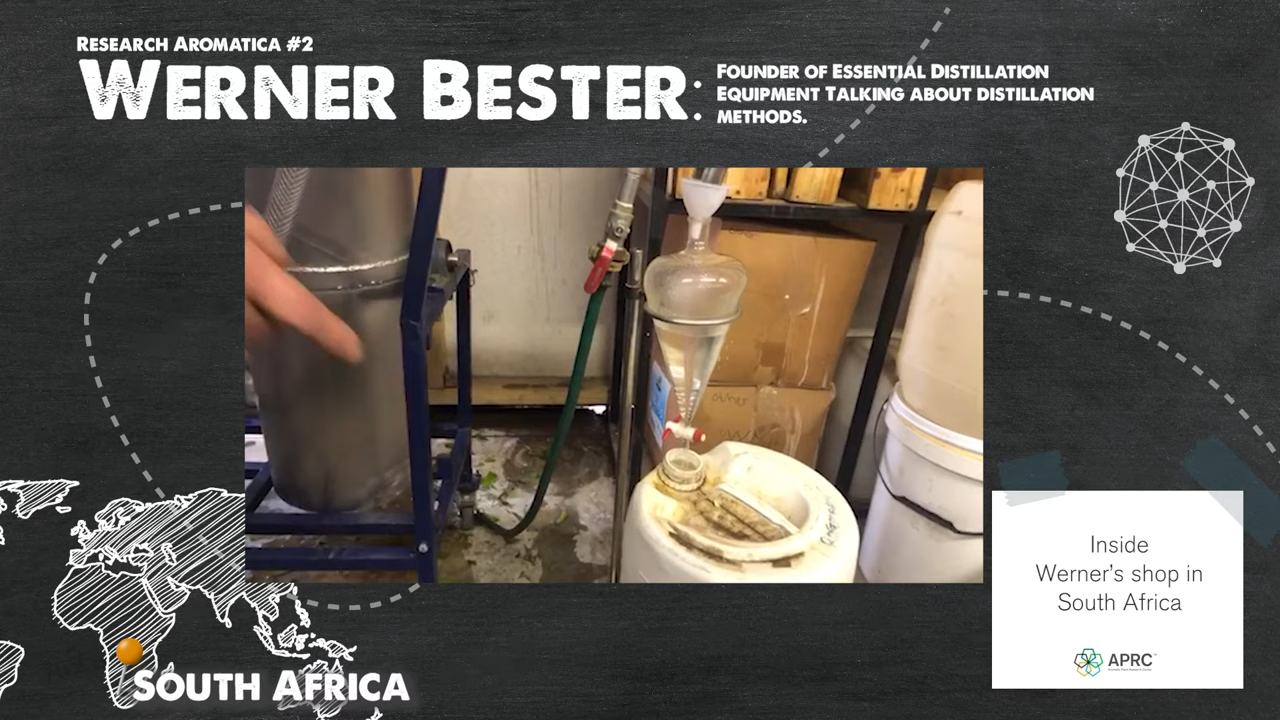 Research Aromatica #2
Werner Bester:
Founder of Essential Distillation
Equipment Talking about distillation
methods.
other
Inside
Werner's shop in
South Africa
APRC
South Africa